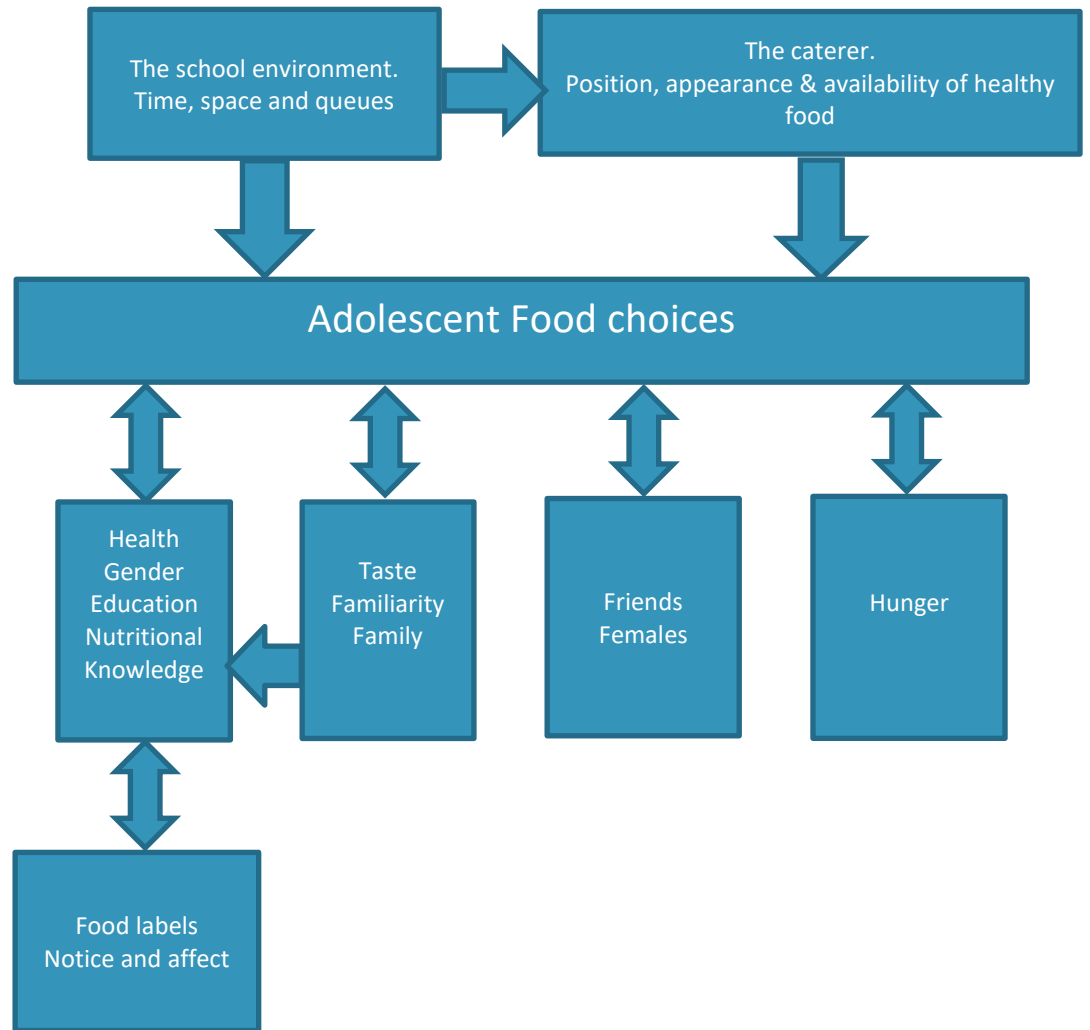 The school environment.
Time, space and queues
The caterer.
Position, appearance & availability of healthy
food
Adolescent Food choices
Health
Gender
Education
Nutritional
Knowledge
Taste
Familiarity
Family
Friends
Females
Hunger
Food labels
Notice and affect